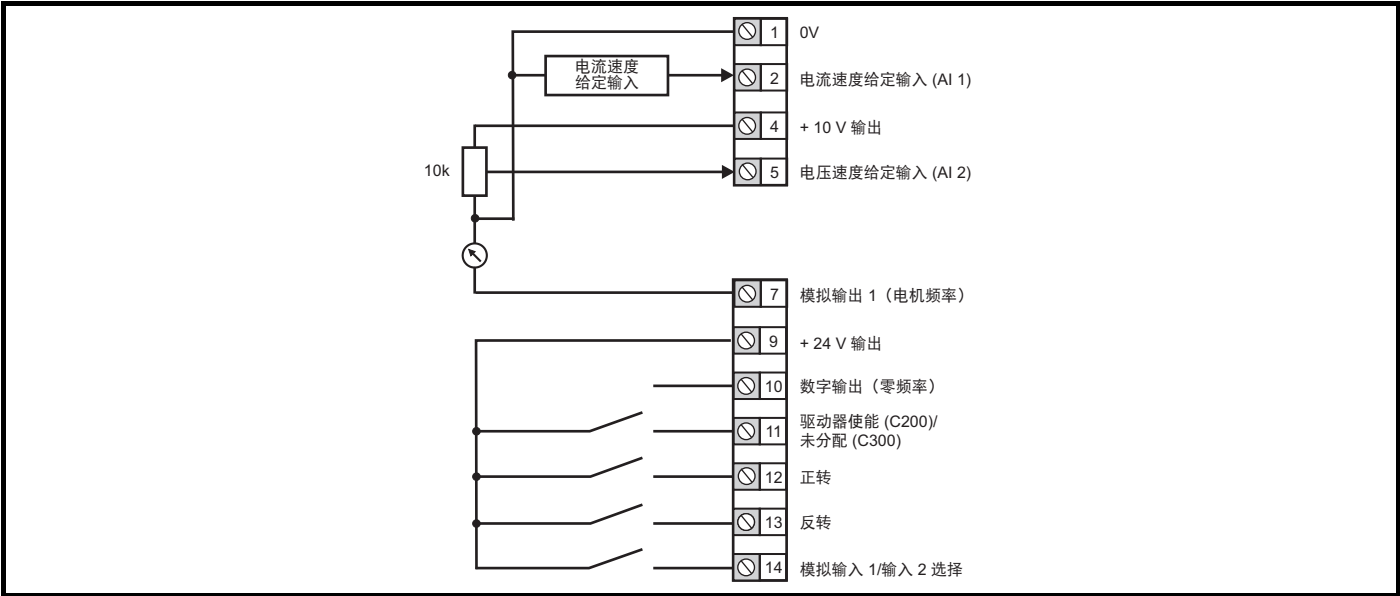 1 0V
电流速度
给定输入
2 电流速度给定输入 (AI 1)
4 + 10 V 输出
10k
5 电压速度给定输入 (AI 2)
7 模拟输出 1（电机频率）
9 + 24 V 输出
10 数字输出（零频率）
11 驱动器使能 (C200)/
未分配 (C300)
12 正转
13 反转
14 模拟输入 1/输入 2 选择